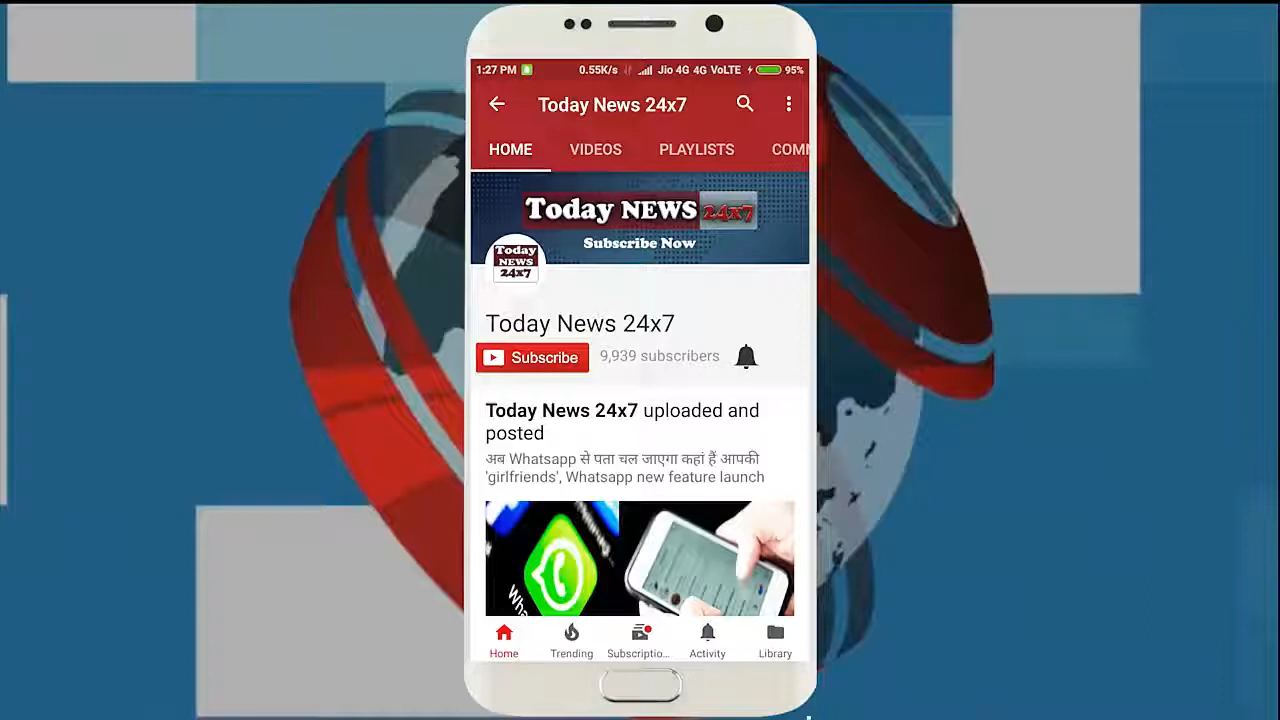 1:27 PM 0.55K/s Jio 4G 4G VoLTE 95%
Today News 24x7
HOME VIDEOS PLAYLISTS COMM
Today NEWS 24x7
Subscribe Now
Today
NEWS
24x7
Today News 24x7
Subscribe 9,939 subscribers
Today News 24x7 uploaded and
posted
अब Whatsapp से पता चल जाएगा कहां हैं आपकी
'girlfriends', Whatsapp new feature launch
Wha
Home Trending Subscriptio... Activity Library